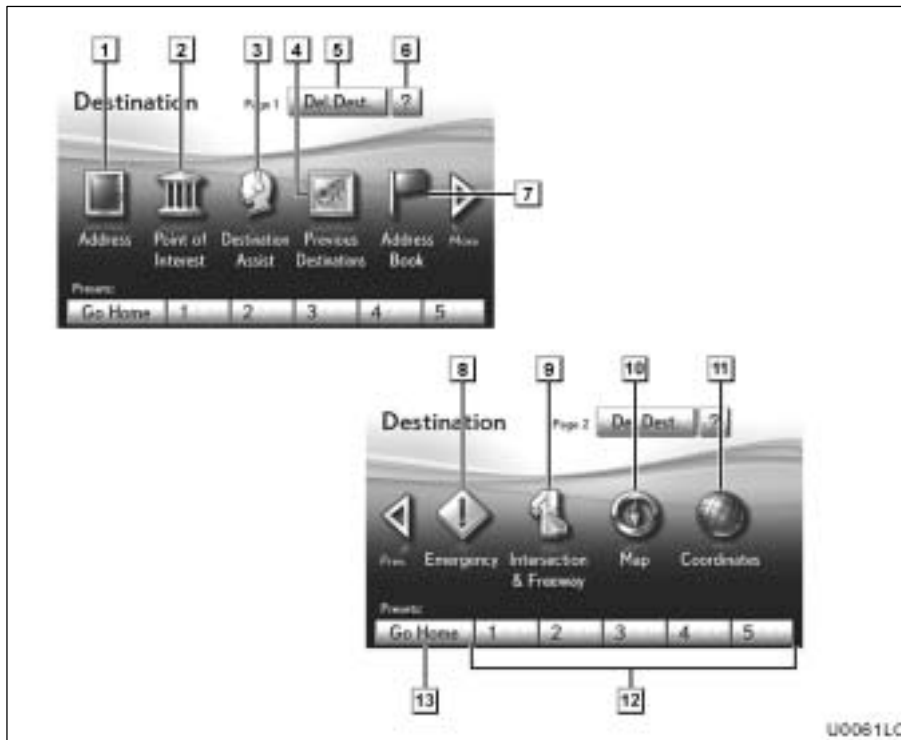 1 2 3 4 5 6
Destination Page 1 Del. Dest. ?
7
Address Point of Interest Destination Assist Previous Destinations Address Book More
Presets:
Go Home 1 2 3 4 5
8 9 10 11
Destination Page 2 Del. Dest. ?
Prev. Emergency Intersection & Freeway Map Coordinates
Presets:
Go Home 1 2 3 4 5
13 12
U0061LC